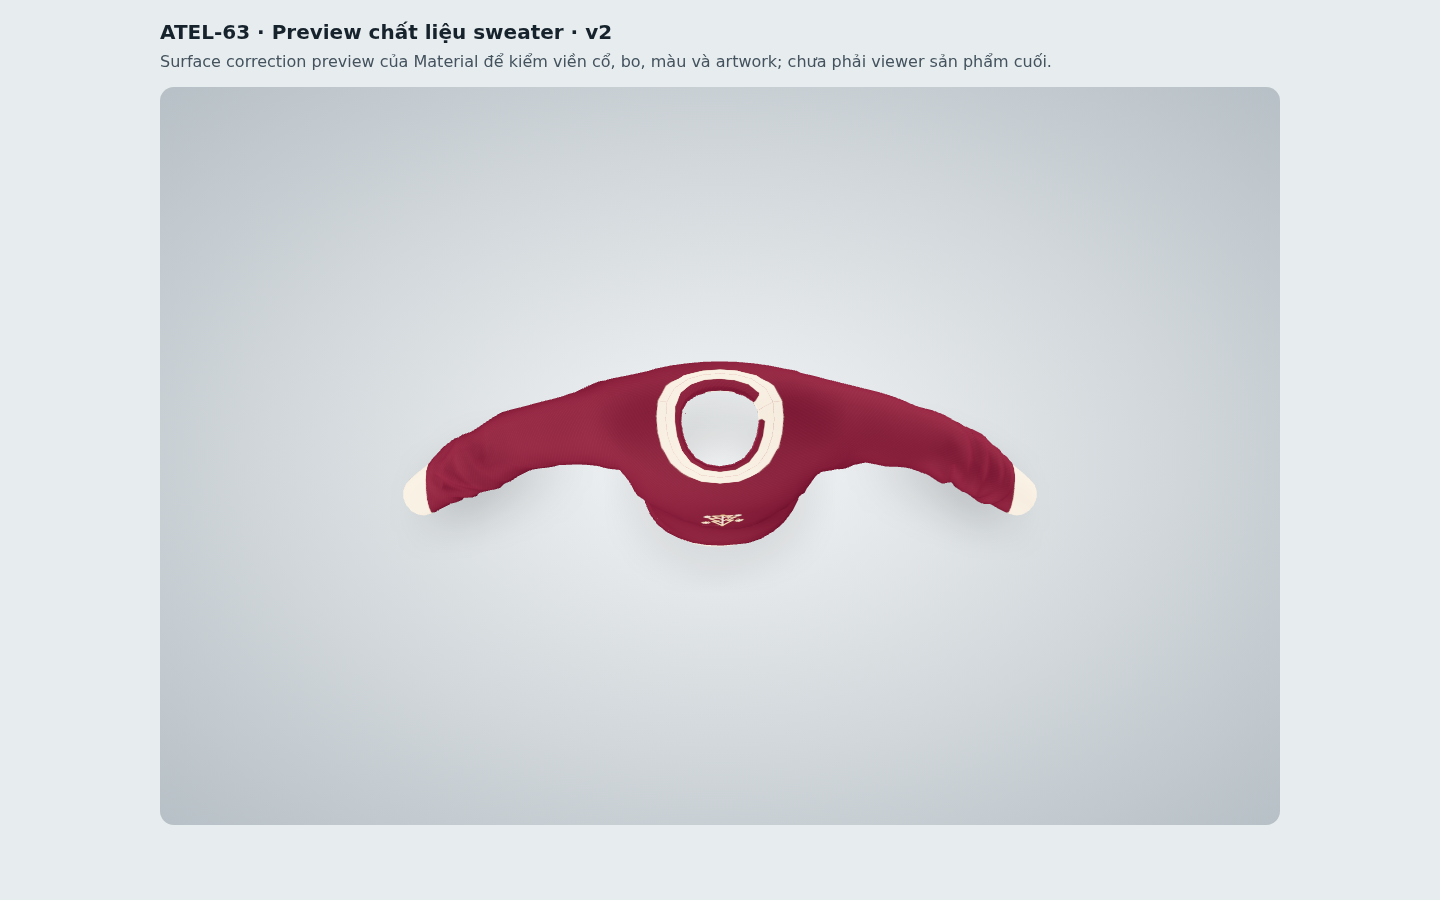 ATEL-63 · Preview chất liệu sweater · v2
Surface correction preview của Material để kiểm viền cổ, bo, màu và artwork; chưa phải viewer sản phẩm cuối.